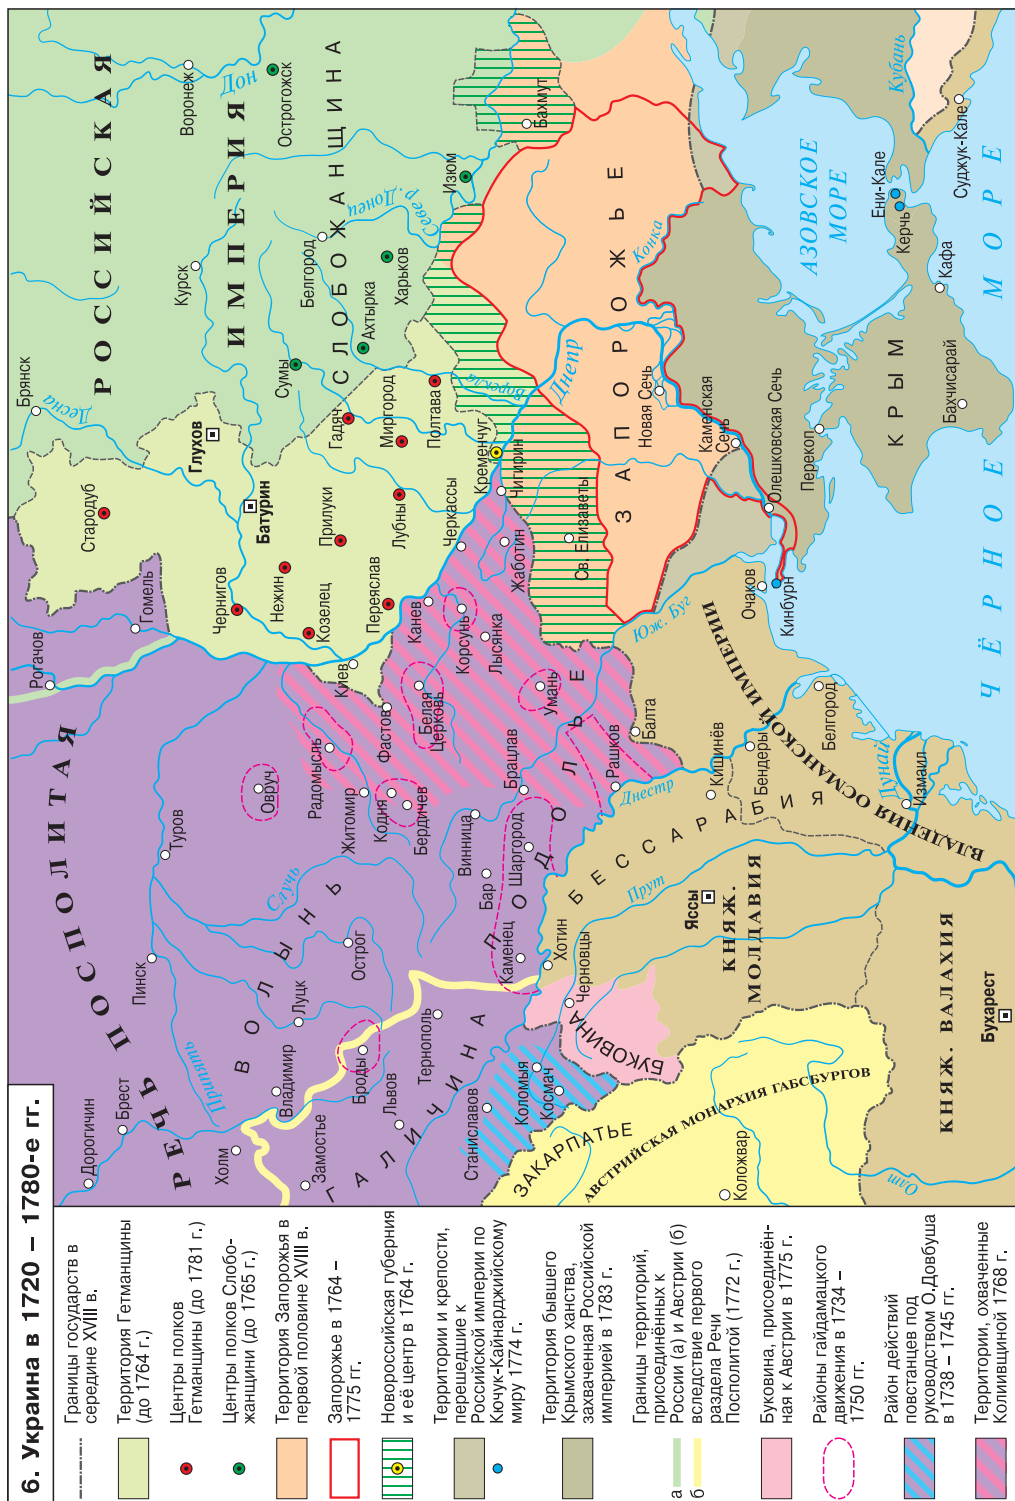 6. Украина в 1720 – 1780-е гг.
Границы государств в
середине XVIII в.
Территория Гетманщины
(до 1764 г.)
Центры полков
Гетманщины (до 1781 г.)
Центры полков Слобо-
жанщини (до 1765 г.)
Территория Запорожья в
первой половине XVIII в.
Запорожье в 1764 –
1775 гг.
Новороссийская губерния
и её центр в 1764 г.
Территории и крепости,
перешедшие к
Российской империи по
Кючук-Кайнарджийскому
миру 1774 г.
Территория бывшего
Крымского ханства,
захваченная Российской
империей в 1783 г.
Границы территорий,
присоединённых к
а
России (а) и Австрии (б)
б
вследствие первого
раздела Речи
Посполитой (1772 г.)
Буковина, присоединён-
ная к Австрии в 1775 г.
Районы гайдамацкого
движения в 1734 –
1750 гг.
Район действий
повстанцев под
руководством О.Довбуша
в 1738 – 1745 гг.
Территории, охваченные
Колиивщиной 1768 г.
РЕЧЬ ПОСПОЛИТАЯ
РОССИЙСКАЯ
ИМПЕРИЯ
СЛОБОЖАНЩИНА
ВОЛЫНЬ
ГАЛИЧИНА
ПОДОЛЬЕ
ЗАПОРОЖЬЕ
КРЫМ
БЕССАРАБИЯ
БУКОВИНА
ЗАКАРПАТЬЕ
АВСТРИЙСКАЯ МОНАРХИЯ ГАБСБУРГОВ
КНЯЖ.
МОЛДАВИЯ
КНЯЖ. ВАЛАХИЯ
ВЛАДЕНИЯ ОСМАНСКОЙ ИМПЕРИИ
АЗОВСКОЕ
МОРЕ
ЧЁРНОЕ МОРЕ
Дорогичин
Брест
Пинск
Туров
Рогачов
Гомель
Стародуб
Брянск
Курск
Воронеж
Острогожск
Глухов
Батурин
Чернигов
Нежин
Козелец
Прилуки
Переяслав
Лубны
Сумы
Гадяч
Миргород
Полтава
Ахтырка
Белгород
Харьков
Изюм
Бахмут
Кременчуг
Чигирин
Черкассы
Жаботин
Св. Елизаветы
Канев
Корсунь
Лысянка
Киев
Фастов
Белая
Церковь
Умань
Овруч
Радомысль
Житомир
Кодня
Бердичев
Винница
Брацлав
Бар
Шаргород
Рашков
Балта
Холм
Владимир
Луцк
Острог
Замостье
Броды
Львов
Тернополь
Каменец
Хотин
Черновцы
Станиславов
Коломыя
Космач
Коложвар
Яссы
Бухарест
Кишинёв
Бендеры
Белгород
Измаил
Очаков
Кинбурн
Новая Сечь
Каменская
Сечь
Олешковская Сечь
Перекоп
Бахчисарай
Кафа
Керчь
Ени-Кале
Суджук-Кале
Припять
Случь
Десна
Дон
Север. Донец
Ворскла
Днепр
Конка
Юж. Буг
Днестр
Прут
Дунай
Олт
Кубань